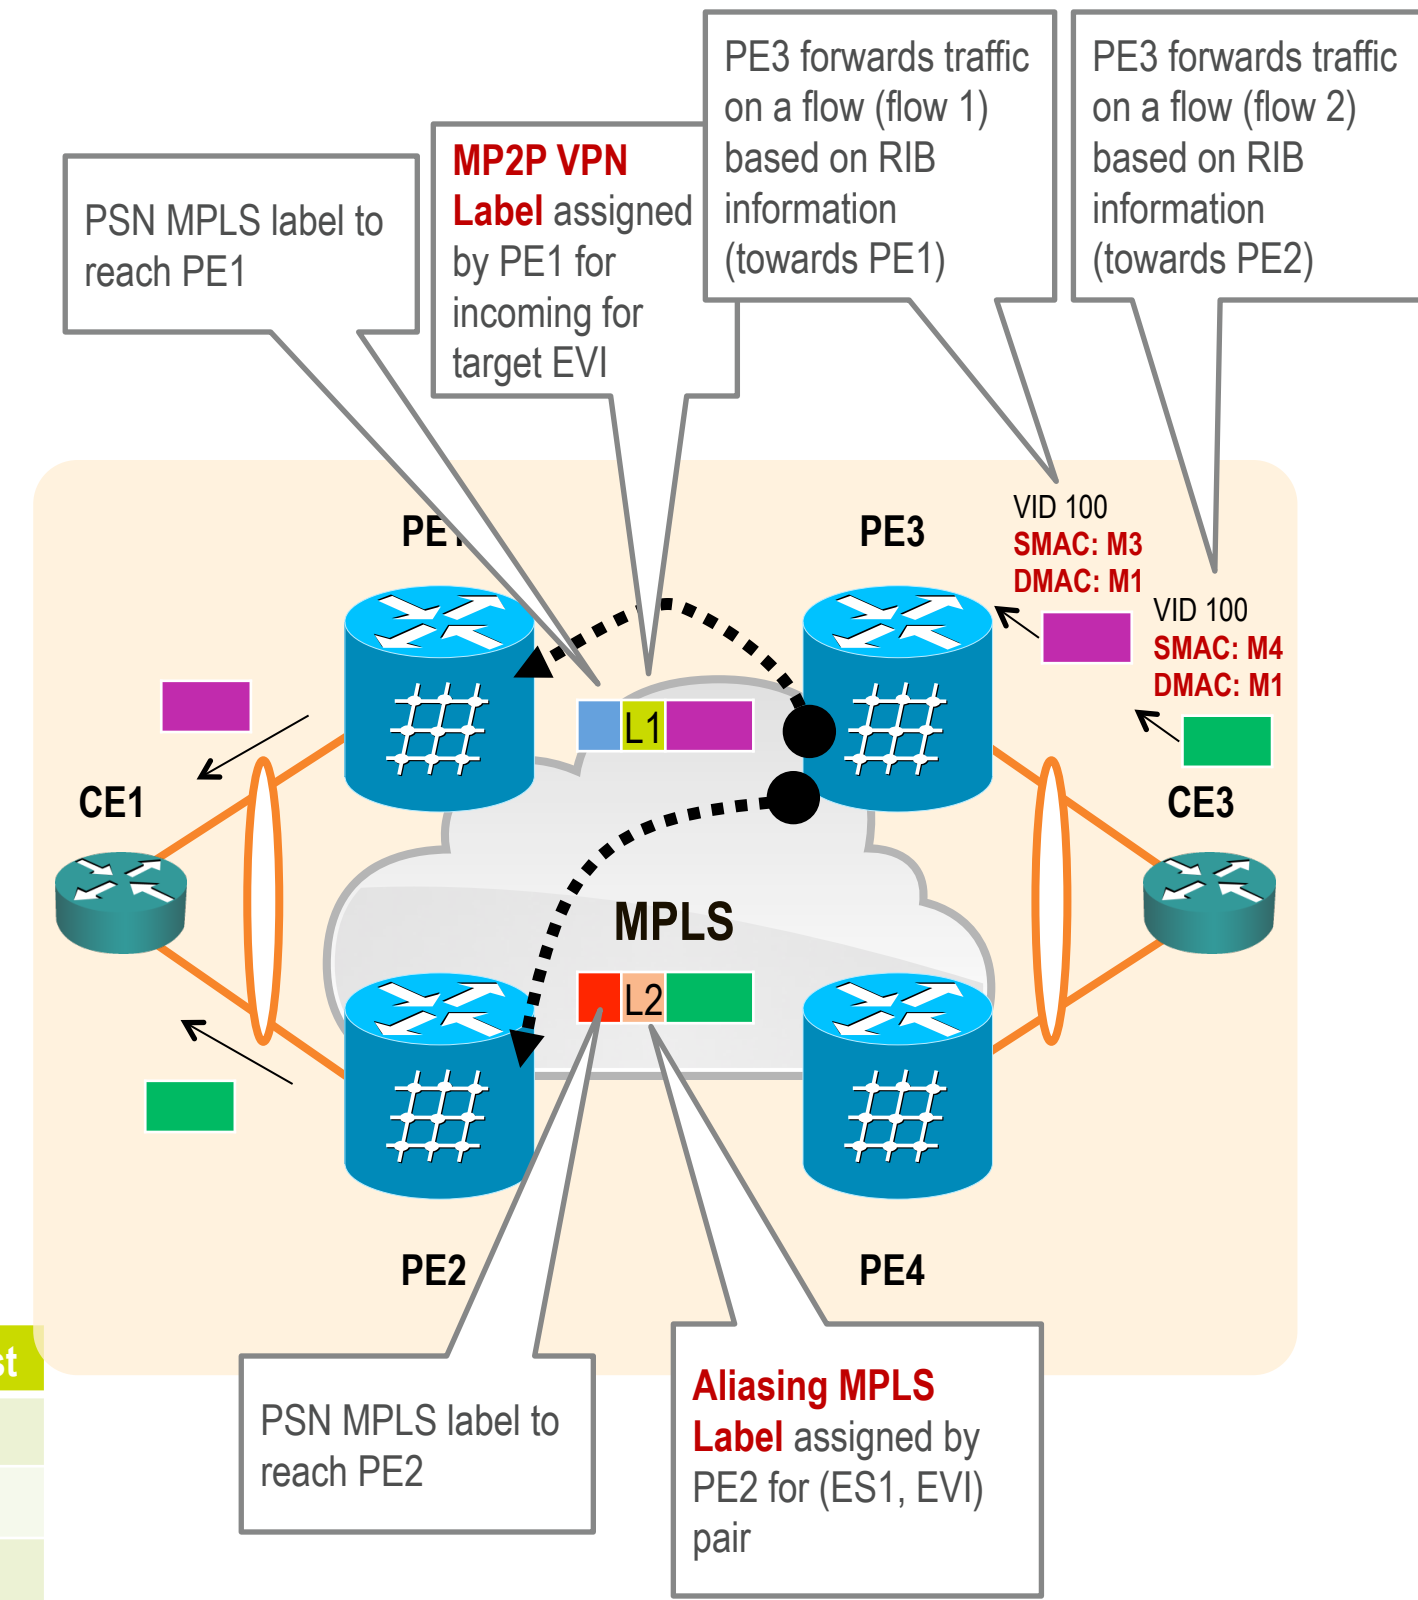 PE3 forwards traffic
on a flow (flow 1)
based on RIB
information
(towards PE1)
PE3 forwards traffic
on a flow (flow 2)
based on RIB
information
(towards PE2)
MP2P VPN
Label assigned
by PE1 for
incoming for
target EVI
PSN MPLS label to
reach PE1
PE1
PE3
VID 100
SMAC: M3
DMAC: M1
VID 100
SMAC: M4
DMAC: M1
L1
CE1
CE3
MPLS
L2
PE2
PE4
PSN MPLS label to
reach PE2
Aliasing MPLS
Label assigned by
PE2 for (ES1, EVI)
pair